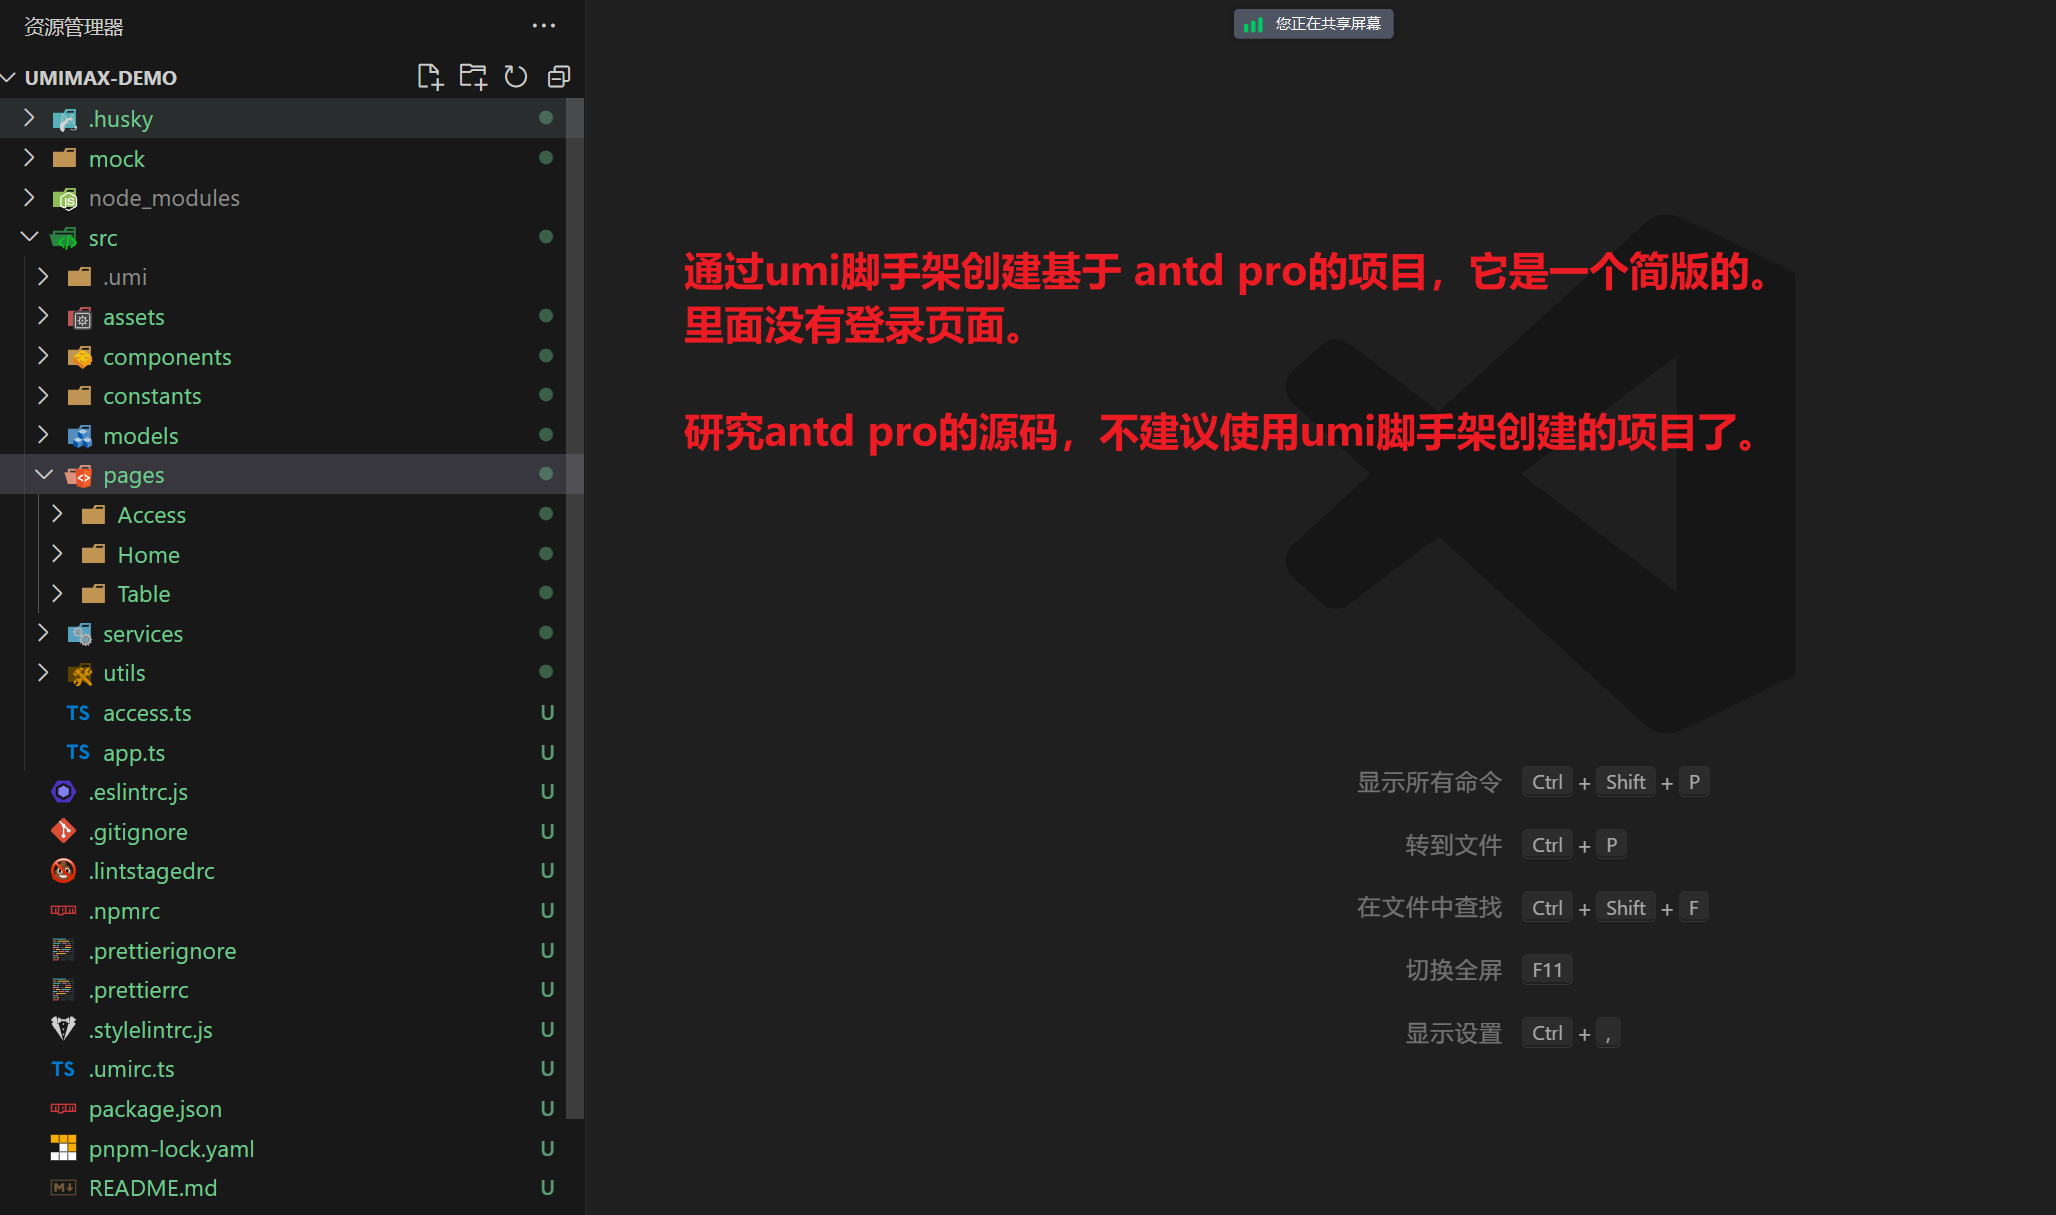 资源管理器
UMIMAX-DEMO
.husky
mock
node_modules
src
.umi
assets
components
constants
models
pages
Access
Home
Table
services
utils
TS access.ts U
TS app.ts U
.eslintrc.js U
.gitignore U
.lintstagedrc U
.npmrc U
.prettierignore U
.prettierrc U
.stylelintrc.js U
TS .umirc.ts U
package.json U
pnpm-lock.yaml U
README.md U
您正在共享屏幕
通过umi脚手架创建基于 antd pro的项目，它是一个简版的。
里面没有登录页面。
研究antd pro的源码，不建议使用umi脚手架创建的项目了。
显示所有命令 Ctrl + Shift + P
转到文件 Ctrl + P
在文件中查找 Ctrl + Shift + F
切换全屏 F11
显示设置 Ctrl + ,